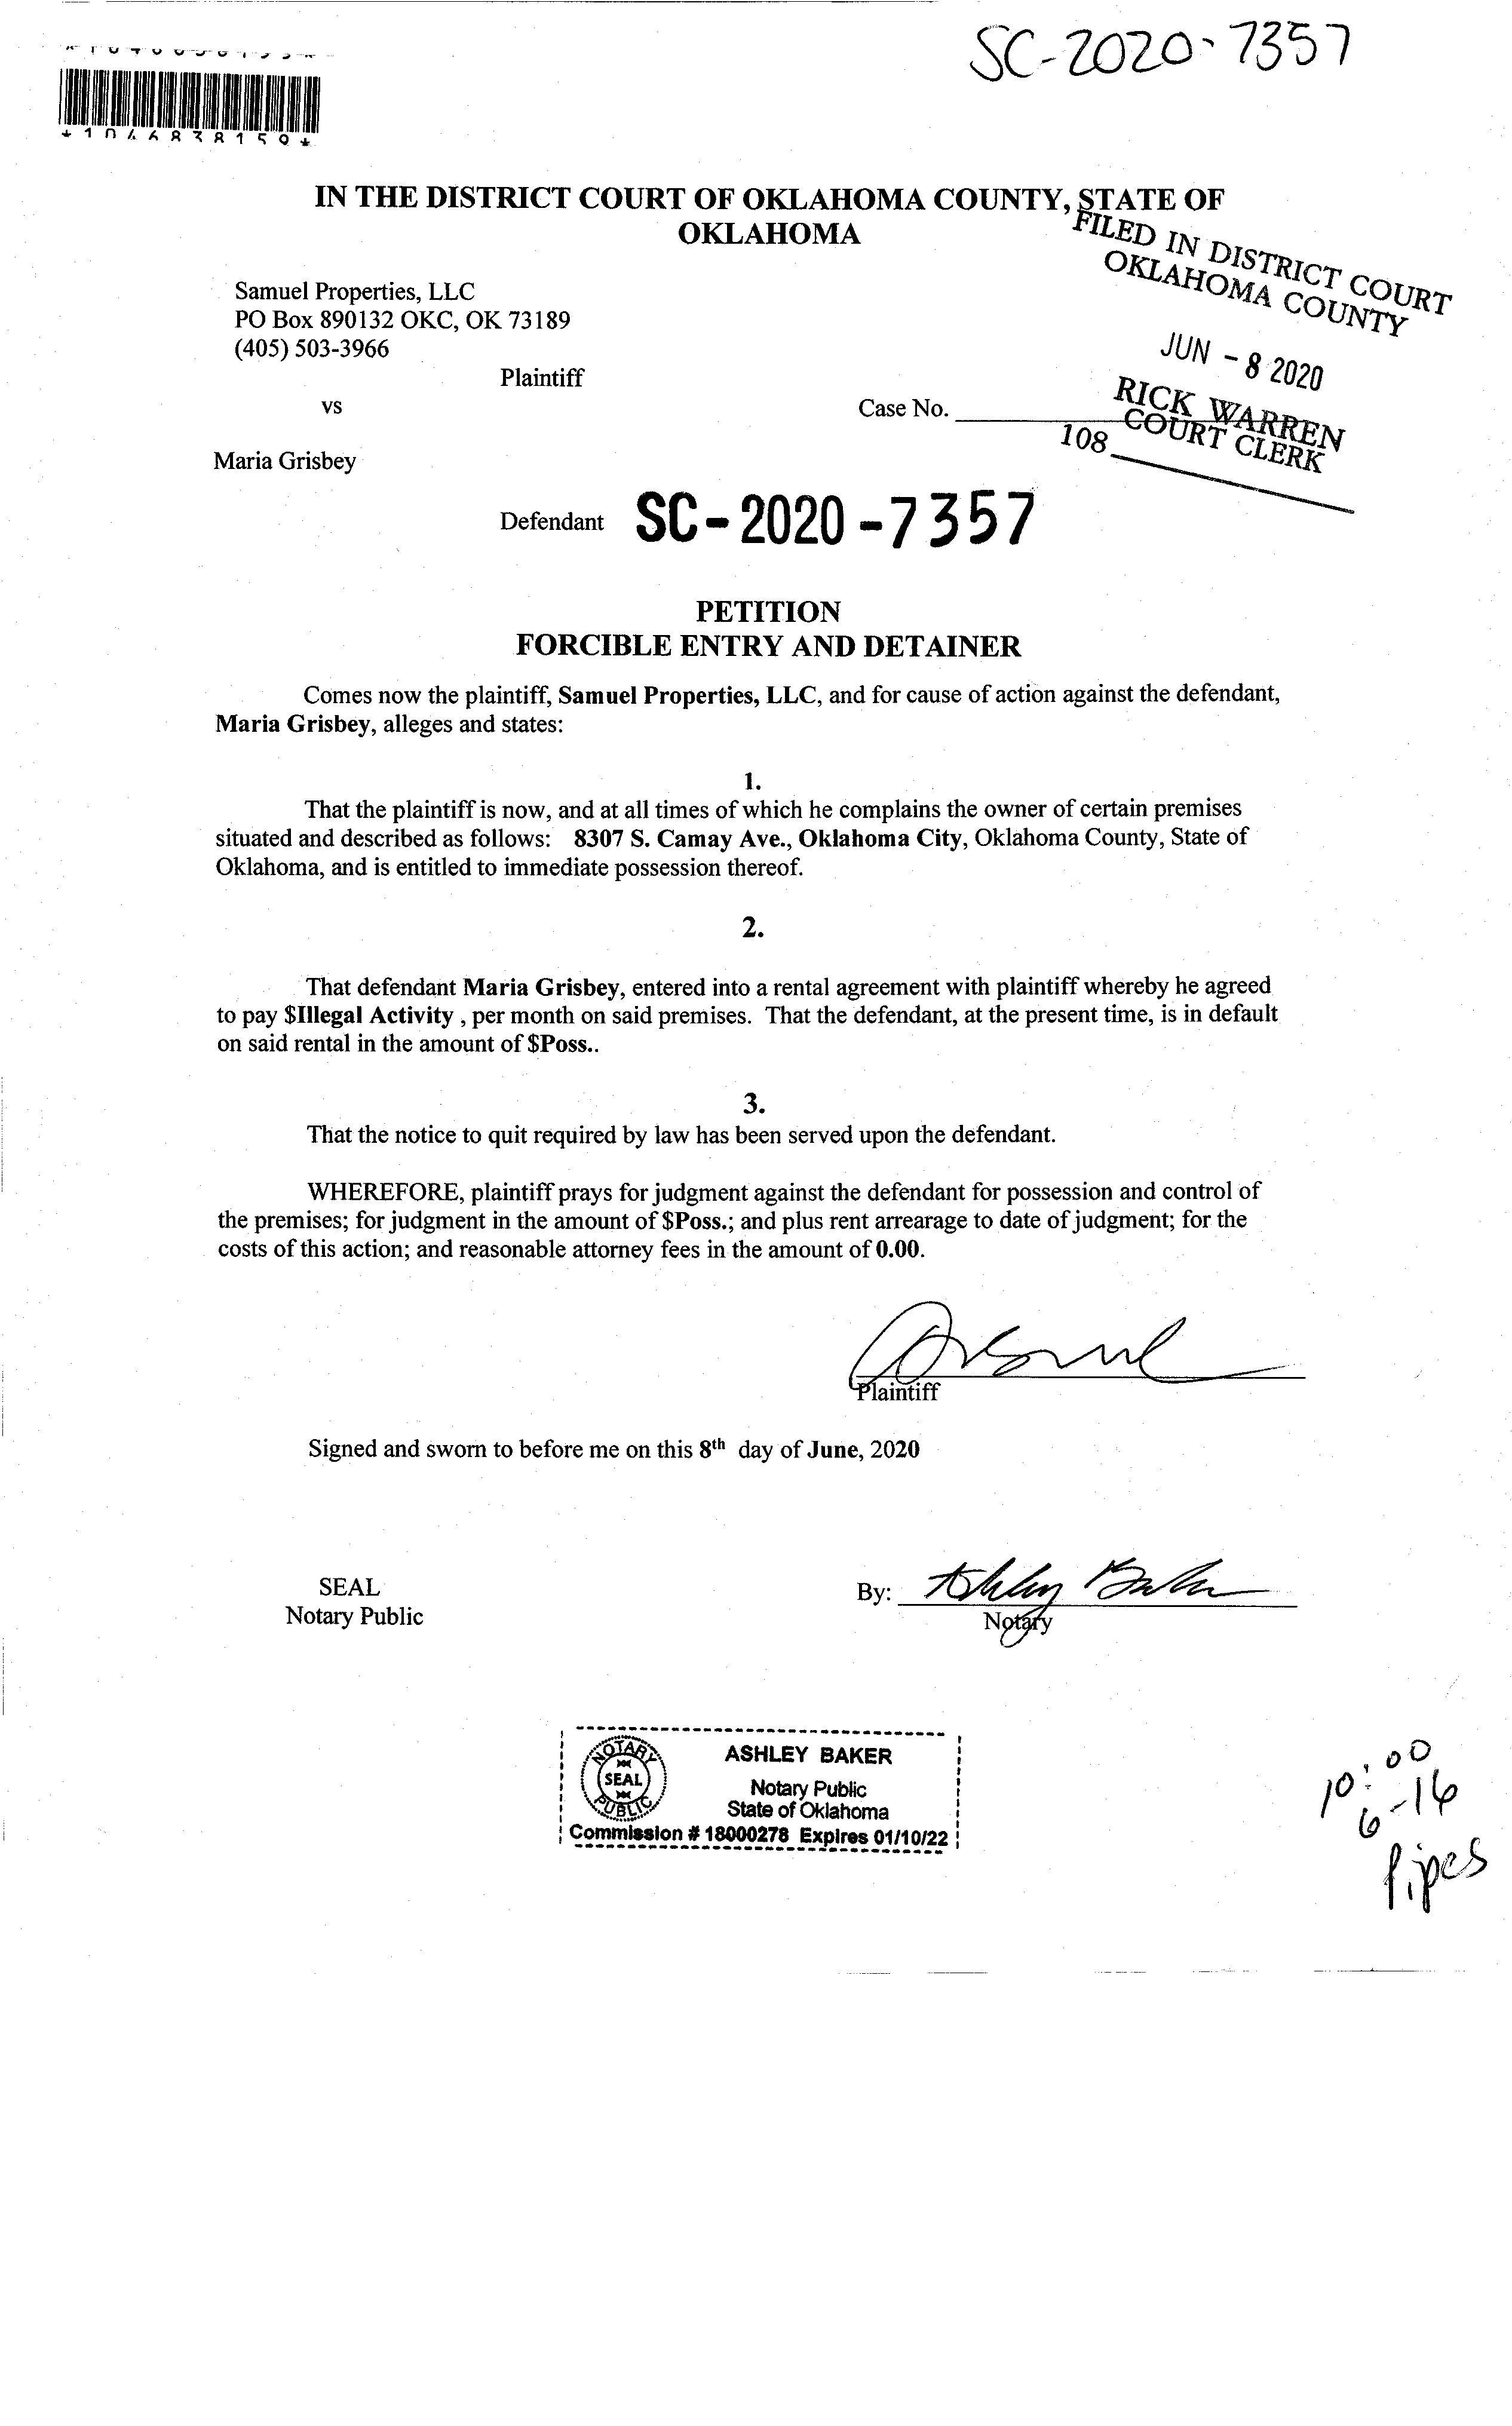 SC-2020-7357
*1046838159*
IN THE DISTRICT COURT OF OKLAHOMA COUNTY, STATE OF
OKLAHOMA
FILED IN DISTRICT COURT
OKLAHOMA COUNTY
JUN - 8 2020
RICK WARREN
COURT CLERK
108
Samuel Properties, LLC
PO Box 890132 OKC, OK 73189
(405) 503-3966
Plaintiff
vs
Case No.
Maria Grisbey
Defendant
SC-2020-7357
PETITION
FORCIBLE ENTRY AND DETAINER
Comes now the plaintiff, Samuel Properties, LLC, and for cause of action against the defendant,
Maria Grisbey, alleges and states:
1.
That the plaintiff is now, and at all times of which he complains the owner of certain premises
situated and described as follows: 8307 S. Camay Ave., Oklahoma City, Oklahoma County, State of
Oklahoma, and is entitled to immediate possession thereof.
2.
That defendant Maria Grisbey, entered into a rental agreement with plaintiff whereby he agreed
to pay $Illegal Activity , per month on said premises. That the defendant, at the present time, is in default
on said rental in the amount of $Poss..
3.
That the notice to quit required by law has been served upon the defendant.
WHEREFORE, plaintiff prays for judgment against the defendant for possession and control of
the premises; for judgment in the amount of $Poss.; and plus rent arrearage to date of judgment; for the
costs of this action; and reasonable attorney fees in the amount of 0.00.
Plaintiff
Signed and sworn to before me on this 8th day of June, 2020
SEAL
Notary Public
By: Ashley Baker
Notary
NOTARY
SEAL
PUBLIC
ASHLEY BAKER
Notary Public
State of Oklahoma
Commission # 18000278 Expires 01/10/22
10:00
6-16
Pipes